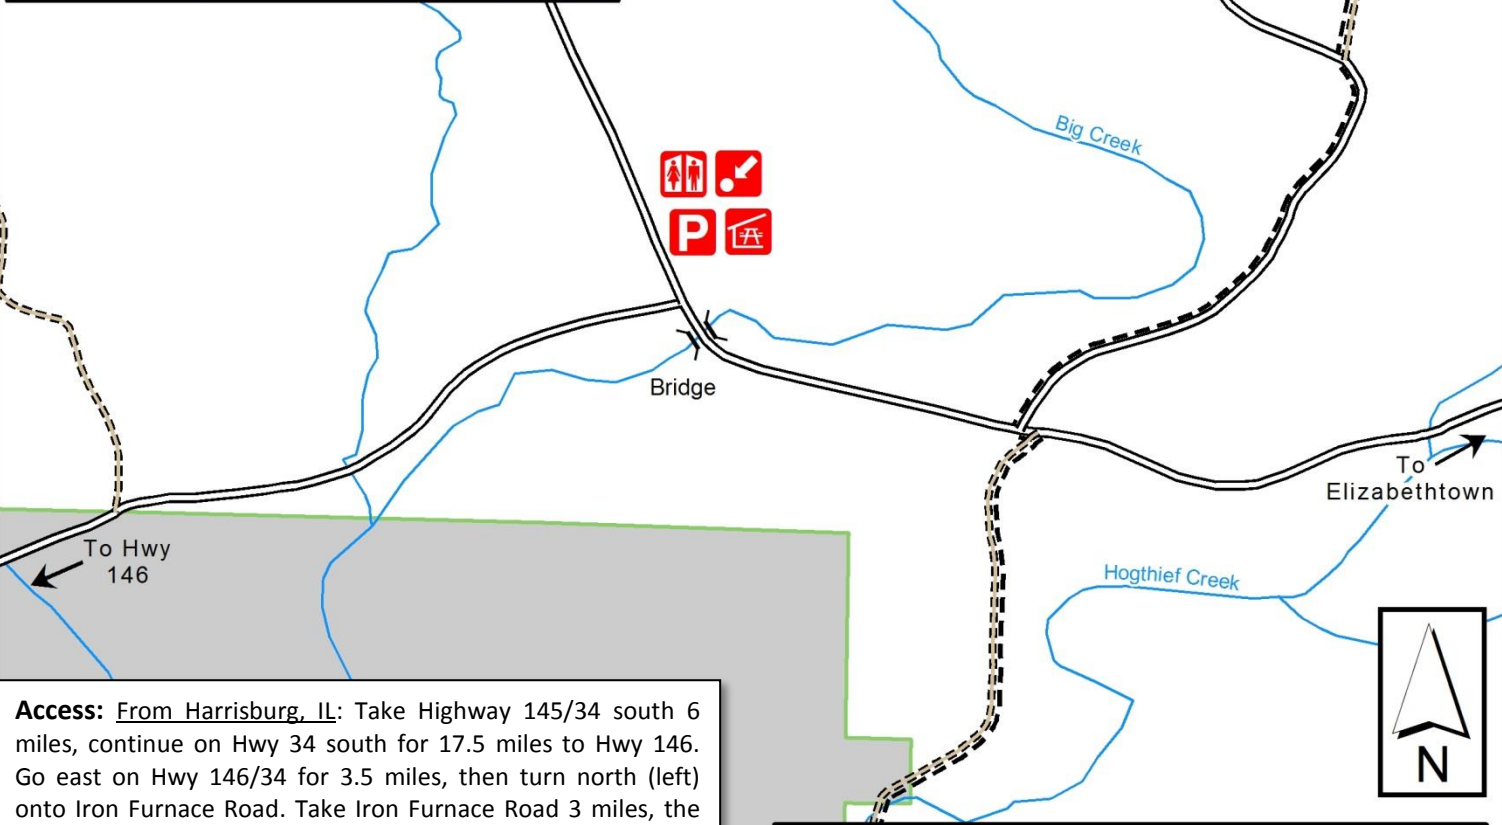 Big Creek
P
Bridge
To
Elizabethtown
To Hwy
146
Hogthief Creek
N
Access: From Harrisburg, IL: Take Highway 145/34 south 6
miles, continue on Hwy 34 south for 17.5 miles to Hwy 146.
Go east on Hwy 146/34 for 3.5 miles, then turn north (left)
onto Iron Furnace Road. Take Iron Furnace Road 3 miles, the